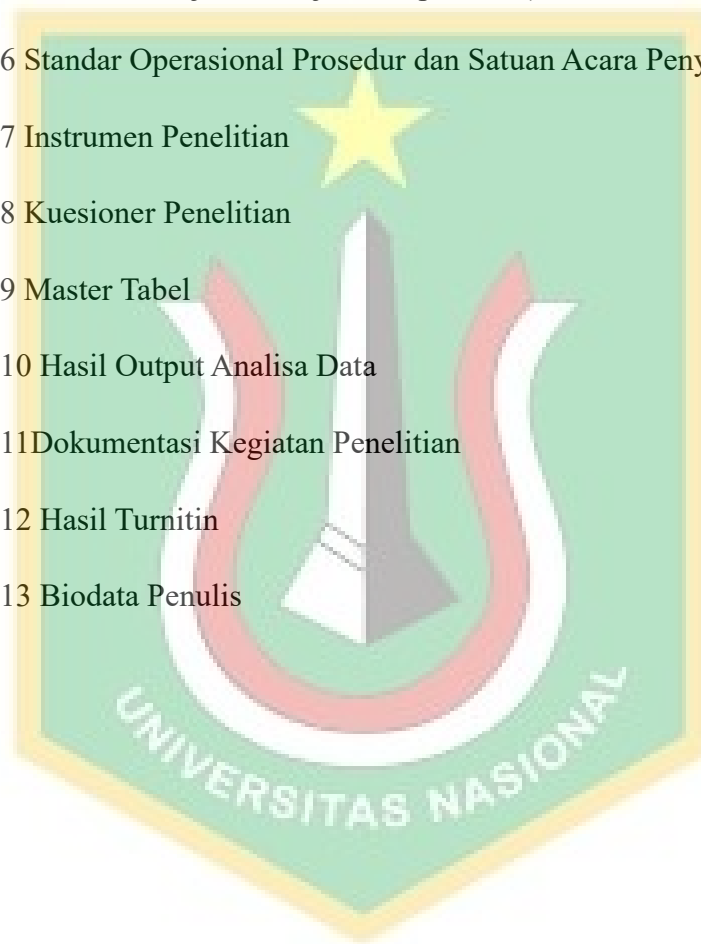 6 Standar Operasional Prosedur dan Satuan Acara
7 Instrumen Penelitian
8 Kuesioner Penelitian
9 Master Tabel
10 Hasil Output Analisa Data
11Dokumentasi Kegiatan Penelitian
12 Hasil Turnitin
13 Biodata Penulis
UNIVERSITAS NASIONAL